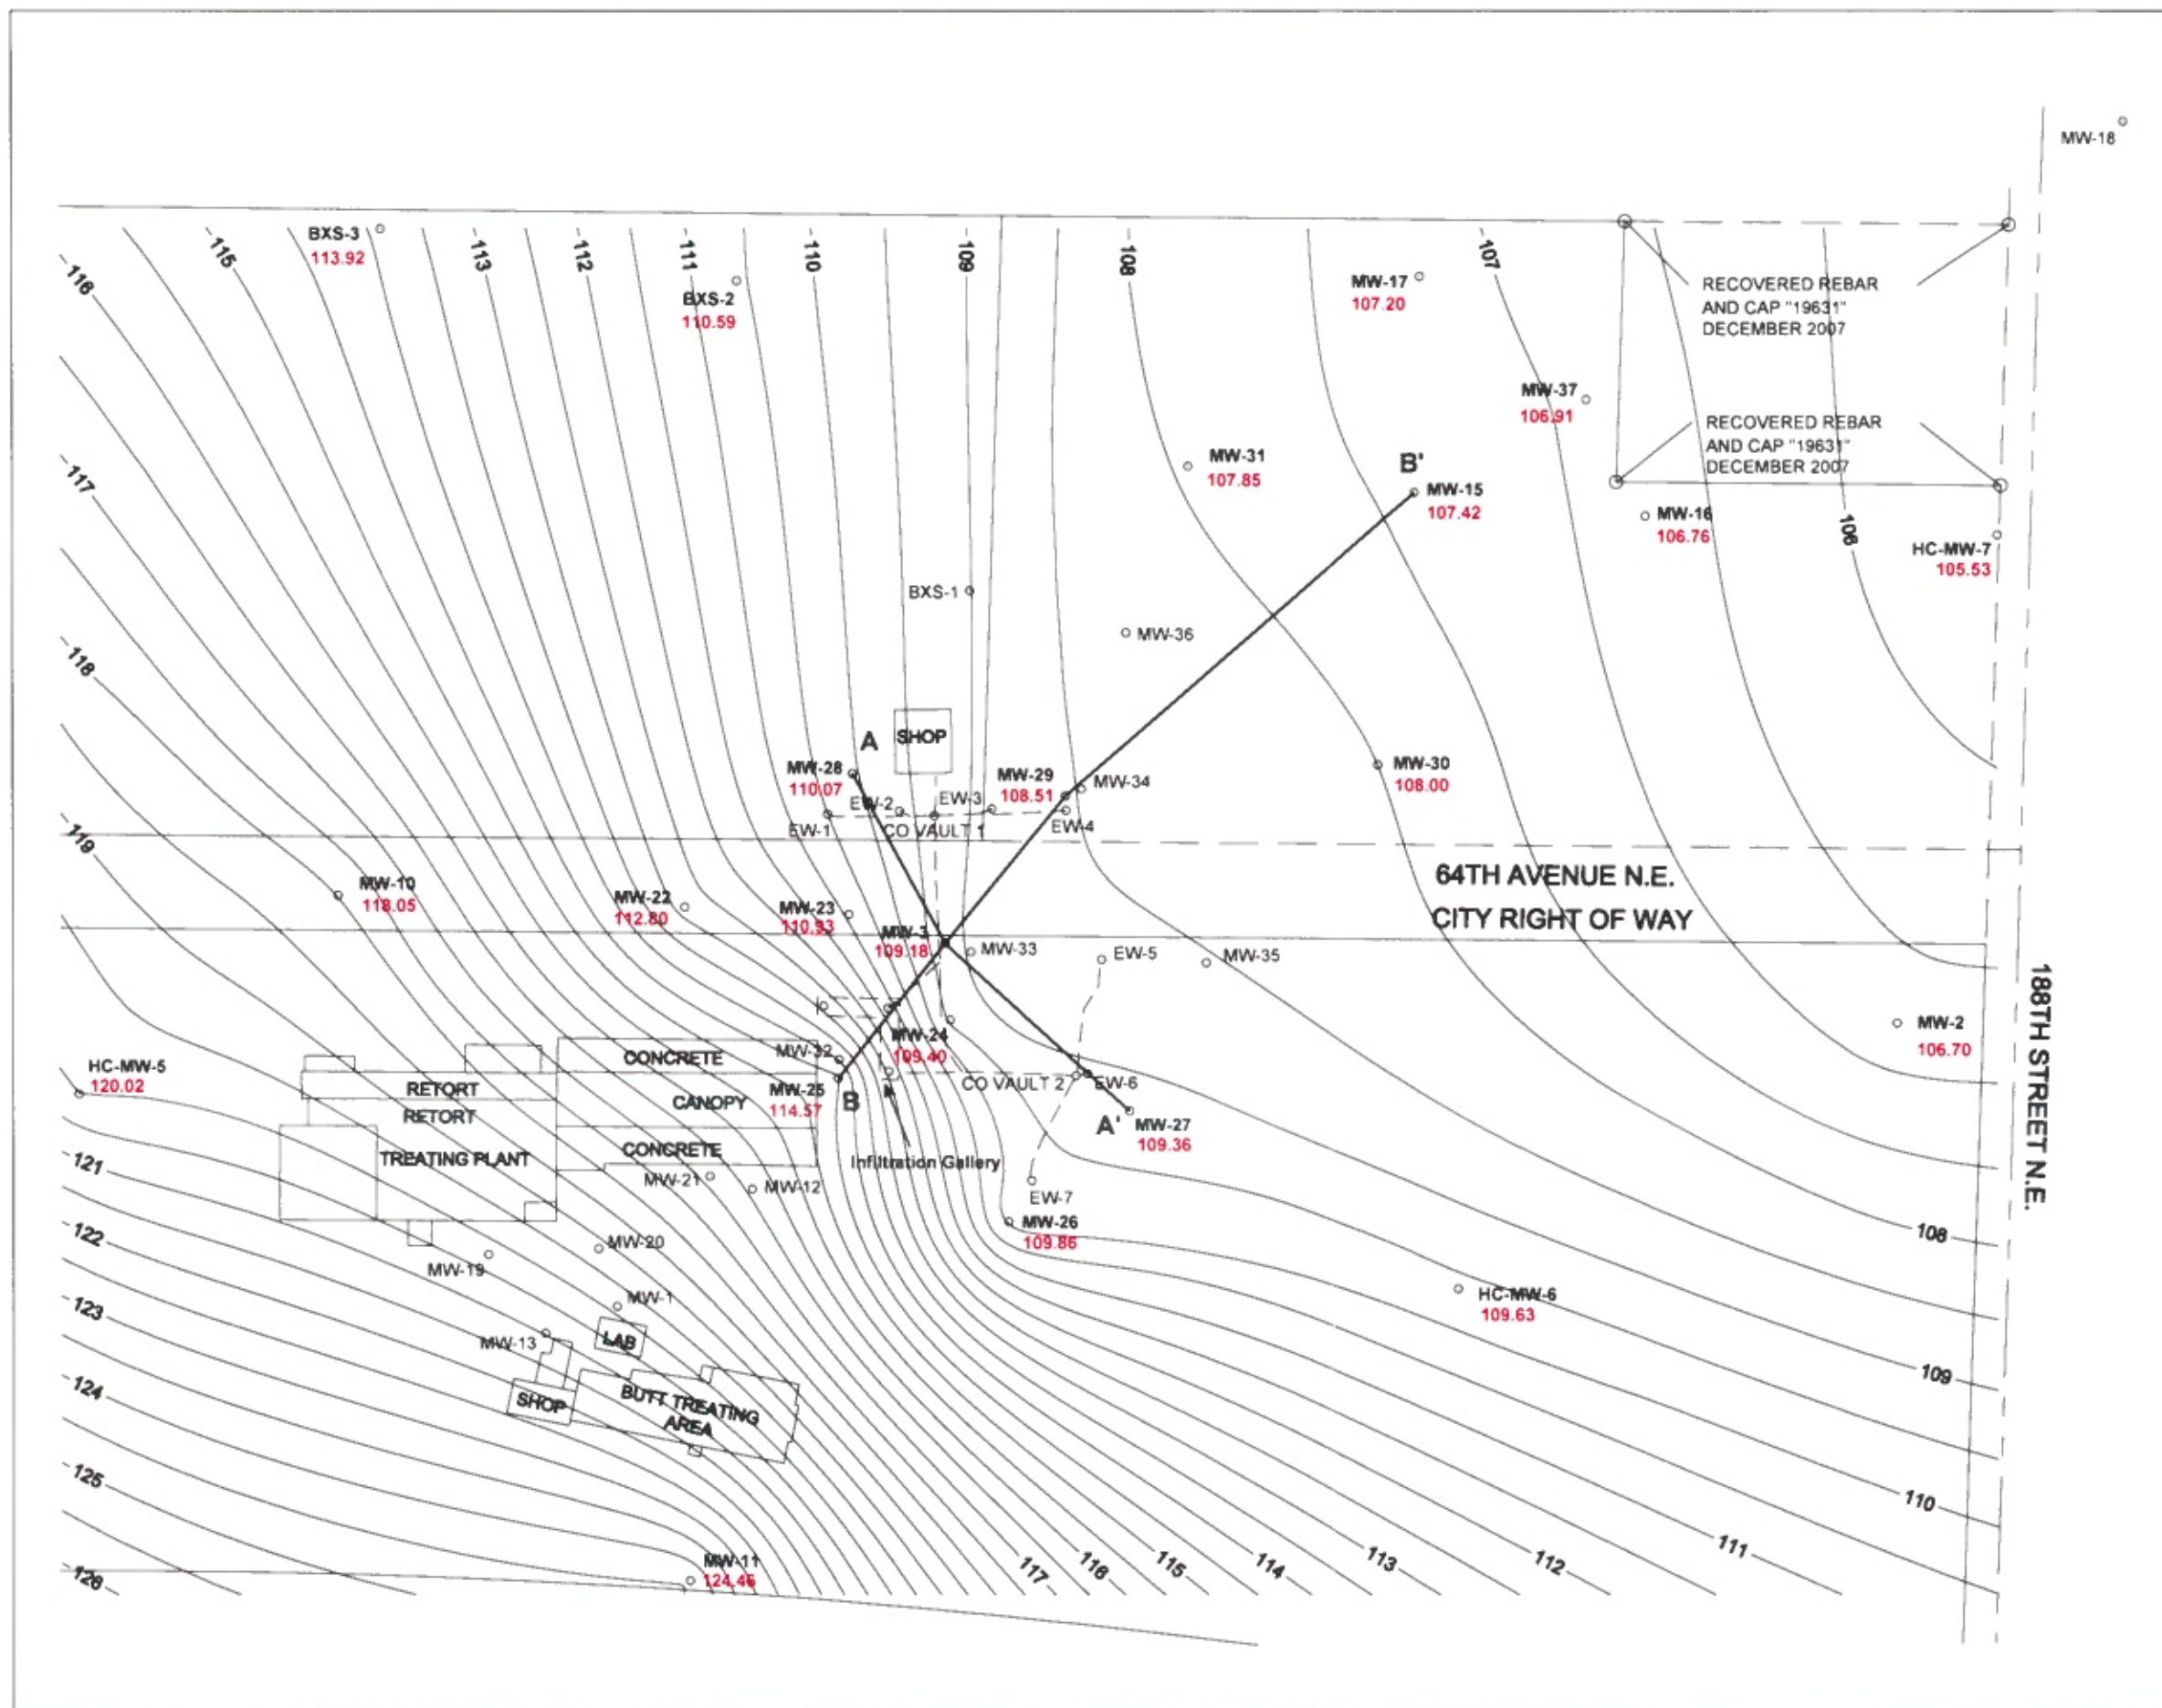 MW-18
BXS-3
113.92
115
113
112
111
110
109
108
107
116
BXS-2
110.59
MW-17
107.20
RECOVERED REBAR
AND CAP "19631"
DECEMBER 2007
MW-37
106.91
RECOVERED REBAR
AND CAP "19631"
DECEMBER 2007
117
MW-31
107.85
B'
MW-15
107.42
MW-16
106.76
106
HC-MW-7
105.53
BXS-1
MW-36
118
A
SHOP
MW-28
110.07
MW-29
108.51
MW-34
MW-30
108.00
EW-2
EW-3
EW-1
CO VAULT 1
EW-4
119
64TH AVENUE N.E.
CITY RIGHT OF WAY
MW-10
118.05
MW-22
112.80
MW-23
110.93
MW-3
109.18
MW-33
EW-5
MW-35
188TH STREET N.E.
MW-2
106.70
MW-24
109.40
MW-32
CONCRETE
HC-MW-5
120.02
RETORT
RETORT
CANOPY
MW-25
114.57
B
CO VAULT 2
EW-6
A'
MW-27
109.36
CONCRETE
TREATING PLANT
Infiltration Gallery
121
MW-21
MW-12
EW-7
MW-26
109.86
122
MW-20
MW-19
108
123
MW-1
HC-MW-6
109.63
MW-13
LAB
109
124
SHOP
BUTT TREATING
AREA
125
110
111
126
MW-11
124.46
117
116
115
114
113
112